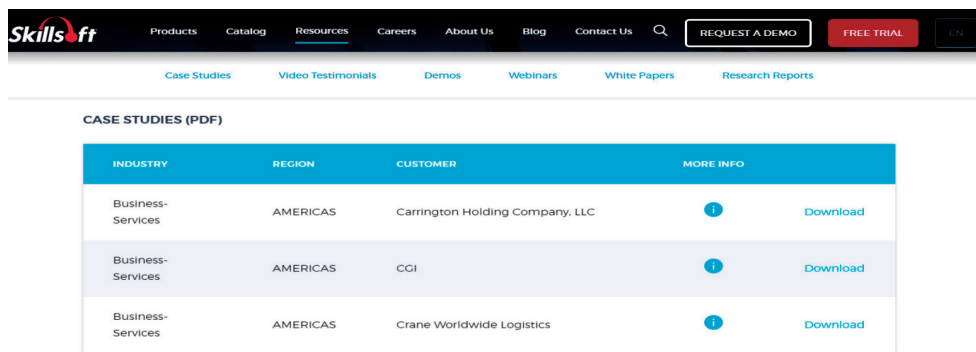 Skillsoft Products Catalog Resources Careers About Us Blog Contact Us REQUEST A DEMO FREE TRIAL EN
Case Studies Video Testimonials Demos Webinars White Papers Research Reports
CASE STUDIES (PDF)
INDUSTRY REGION CUSTOMER MORE INFO
Business-
Services AMERICAS Carrington Holding Company, LLC i Download
Business-
Services AMERICAS CGI i Download
Business-
Services AMERICAS Crane Worldwide Logistics i Download